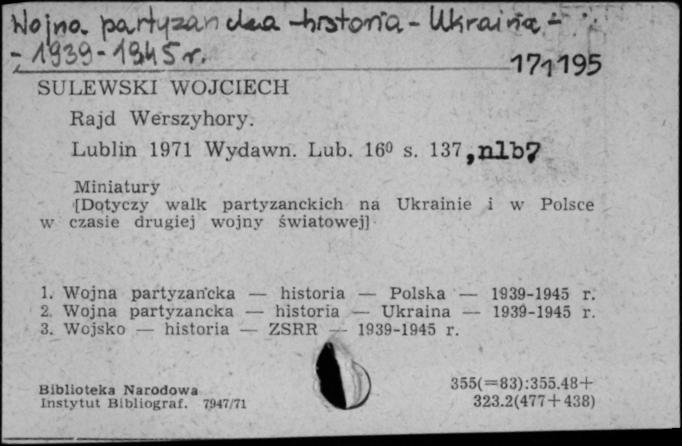 Wojna partyzancka - historia - Ukraina -
- 1939-1945 r.
171195
SULEWSKI WOJCIECH
Rajd Werszyhory.
Lublin 1971 Wydawn. Lub. 16⁰ s. 137, nlb7
Miniatury
[Dotyczy walk partyzanckich na Ukrainie i w Polsce
w czasie drugiej wojny światowej]
1. Wojna partyzancka — historia — Polska — 1939-1945 r.
2. Wojna partyzancka — historia — Ukraina — 1939-1945 r.
3. Wojsko — historia — ZSRR — 1939-1945 r.
Biblioteka Narodowa
Instytut Bibliograf. 7947/71
355(=83):355.48+
323.2(477+438)